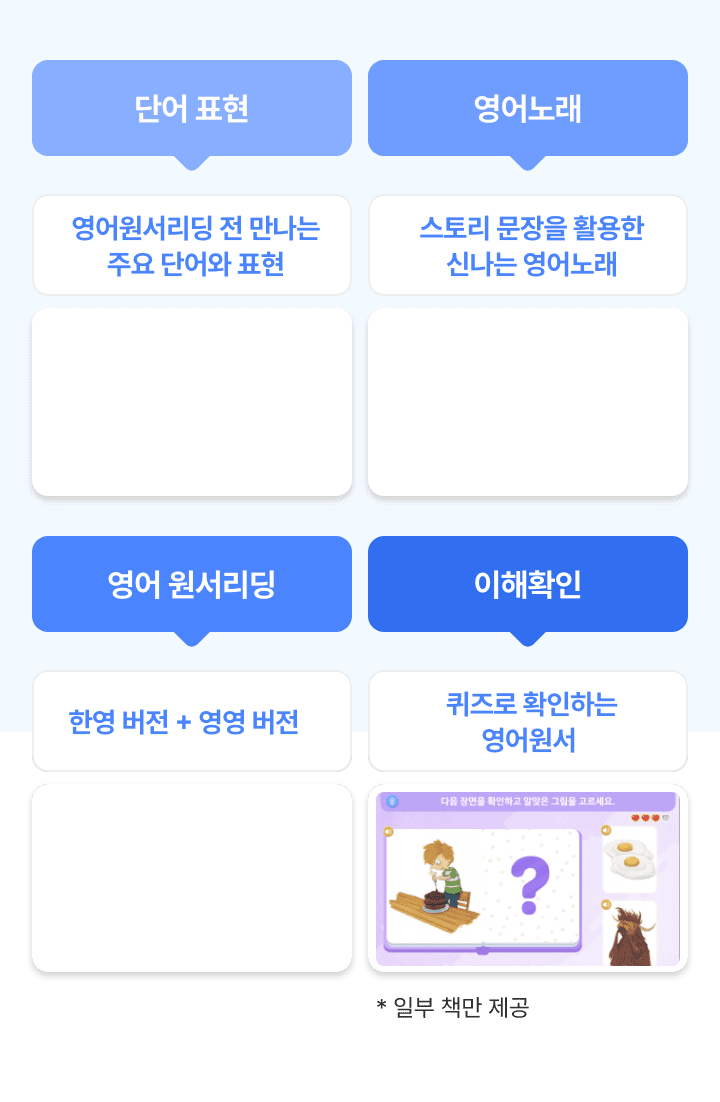 단어 표현
영어노래
영어원서리딩 전 만나는
주요 단어와 표현
스토리 문장을 활용한
신나는 영어노래
영어 원서리딩
이해확인
한영 버전 + 영영 버전
퀴즈로 확인하는
영어원서
다음 장면을 확인하고 알맞은 그림을 고르세요.
?
* 일부 책만 제공